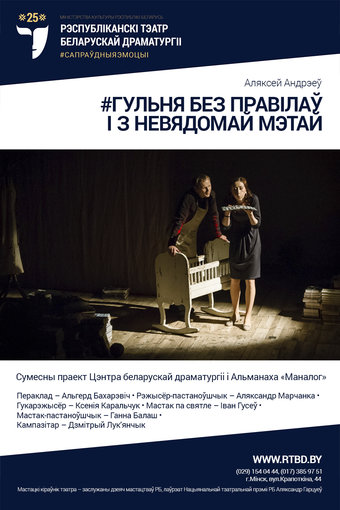 25
МІНІСТЭРСТВА КУЛЬТУРЫ РЭСПУБЛІКІ БЕЛАРУСЬ
РЭСПУБЛІКАНСКІ ТЭАТР
БЕЛАРУСКАЙ ДРАМАТУРГІІ
#САПРАЎДНЫЯЭМОЦЫІ
Аляксей Андрэеў
#ГУЛЬНЯ БЕЗ ПРАВІЛАЎ
І З НЕВЯДОМАЙ МЭТАЙ
Сумесны праект Цэнтра беларускай драматургіі і Альманаха «Маналог»
Пераклад – Альгерд Бахарэвіч • Рэжысёр-пастаноўшчык – Аляксандр Марчанка •
Гукарэжысёр – Ксенія Каральчук • Мастак па святле – Іван Гусеў •
Мастак-пастаноўшчык – Ганна Балаш •
Кампазітар – Дзмітрый Лук'янчык
WWW.RTBD.BY
(029) 154 04 44, (017) 385 97 51
г.Мінск, вул.Крапоткіна, 44
Мастацкі кіраўнік тэатра – заслужаны дзеяч мастацтваў РБ, лаўрэат Нацыянальнай тэатральнай прэміі РБ Аляксандр Гарцуеў